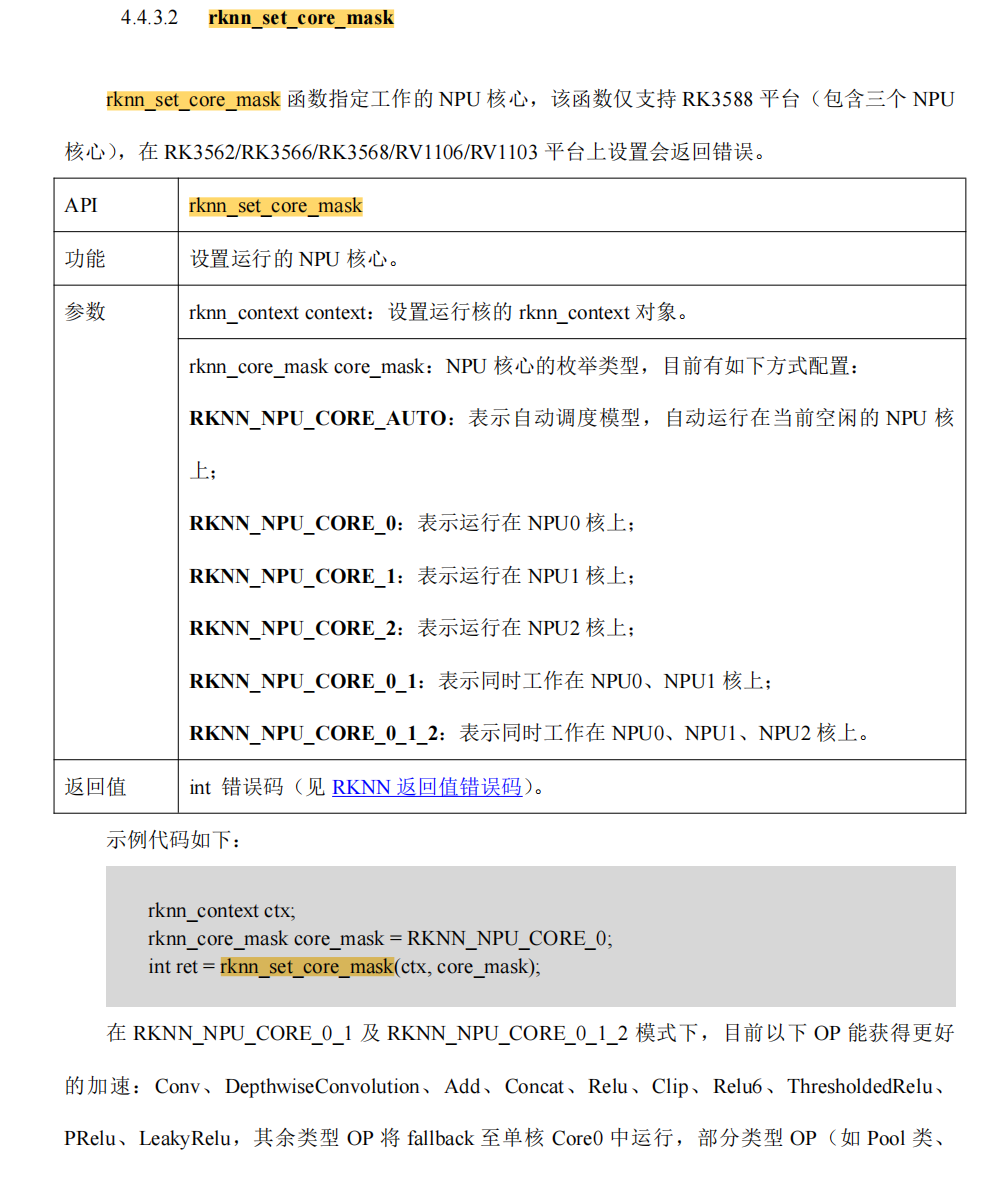 4.4.3.2 rknn_set_core_mask
rknn_set_core_mask 函数指定工作的 NPU 核心，该函数仅支持 RK3588 平台（包含三个 NPU
核心），在 RK3562/RK3566/RK3568/RV1106/RV1103 平台上设置会返回错误。
API rknn_set_core_mask
功能 设置运行的 NPU 核心。
参数 rknn_context context：设置运行核的 rknn_context 对象。
rknn_core_mask core_mask：NPU 核心的枚举类型，目前有如下方式配置：
RKNN_NPU_CORE_AUTO：表示自动调度模型，自动运行在当前空闲的 NPU 核
上；
RKNN_NPU_CORE_0：表示运行在 NPU0 核上；
RKNN_NPU_CORE_1：表示运行在 NPU1 核上；
RKNN_NPU_CORE_2：表示运行在 NPU2 核上；
RKNN_NPU_CORE_0_1：表示同时工作在 NPU0、NPU1 核上；
RKNN_NPU_CORE_0_1_2：表示同时工作在 NPU0、NPU1、NPU2 核上。
返回值 int 错误码（见 RKNN 返回值错误码）。
示例代码如下：
rknn_context ctx;
rknn_core_mask core_mask = RKNN_NPU_CORE_0;
int ret = rknn_set_core_mask(ctx, core_mask);
在 RKNN_NPU_CORE_0_1 及 RKNN_NPU_CORE_0_1_2 模式下，目前以下 OP 能获得更好
的加速：Conv、DepthwiseConvolution、Add、Concat、Relu、Clip、Relu6、ThresholdedRelu、
PRelu、LeakyRelu，其余类型 OP 将 fallback 至单核 Core0 中运行，部分类型 OP（如 Pool 类、